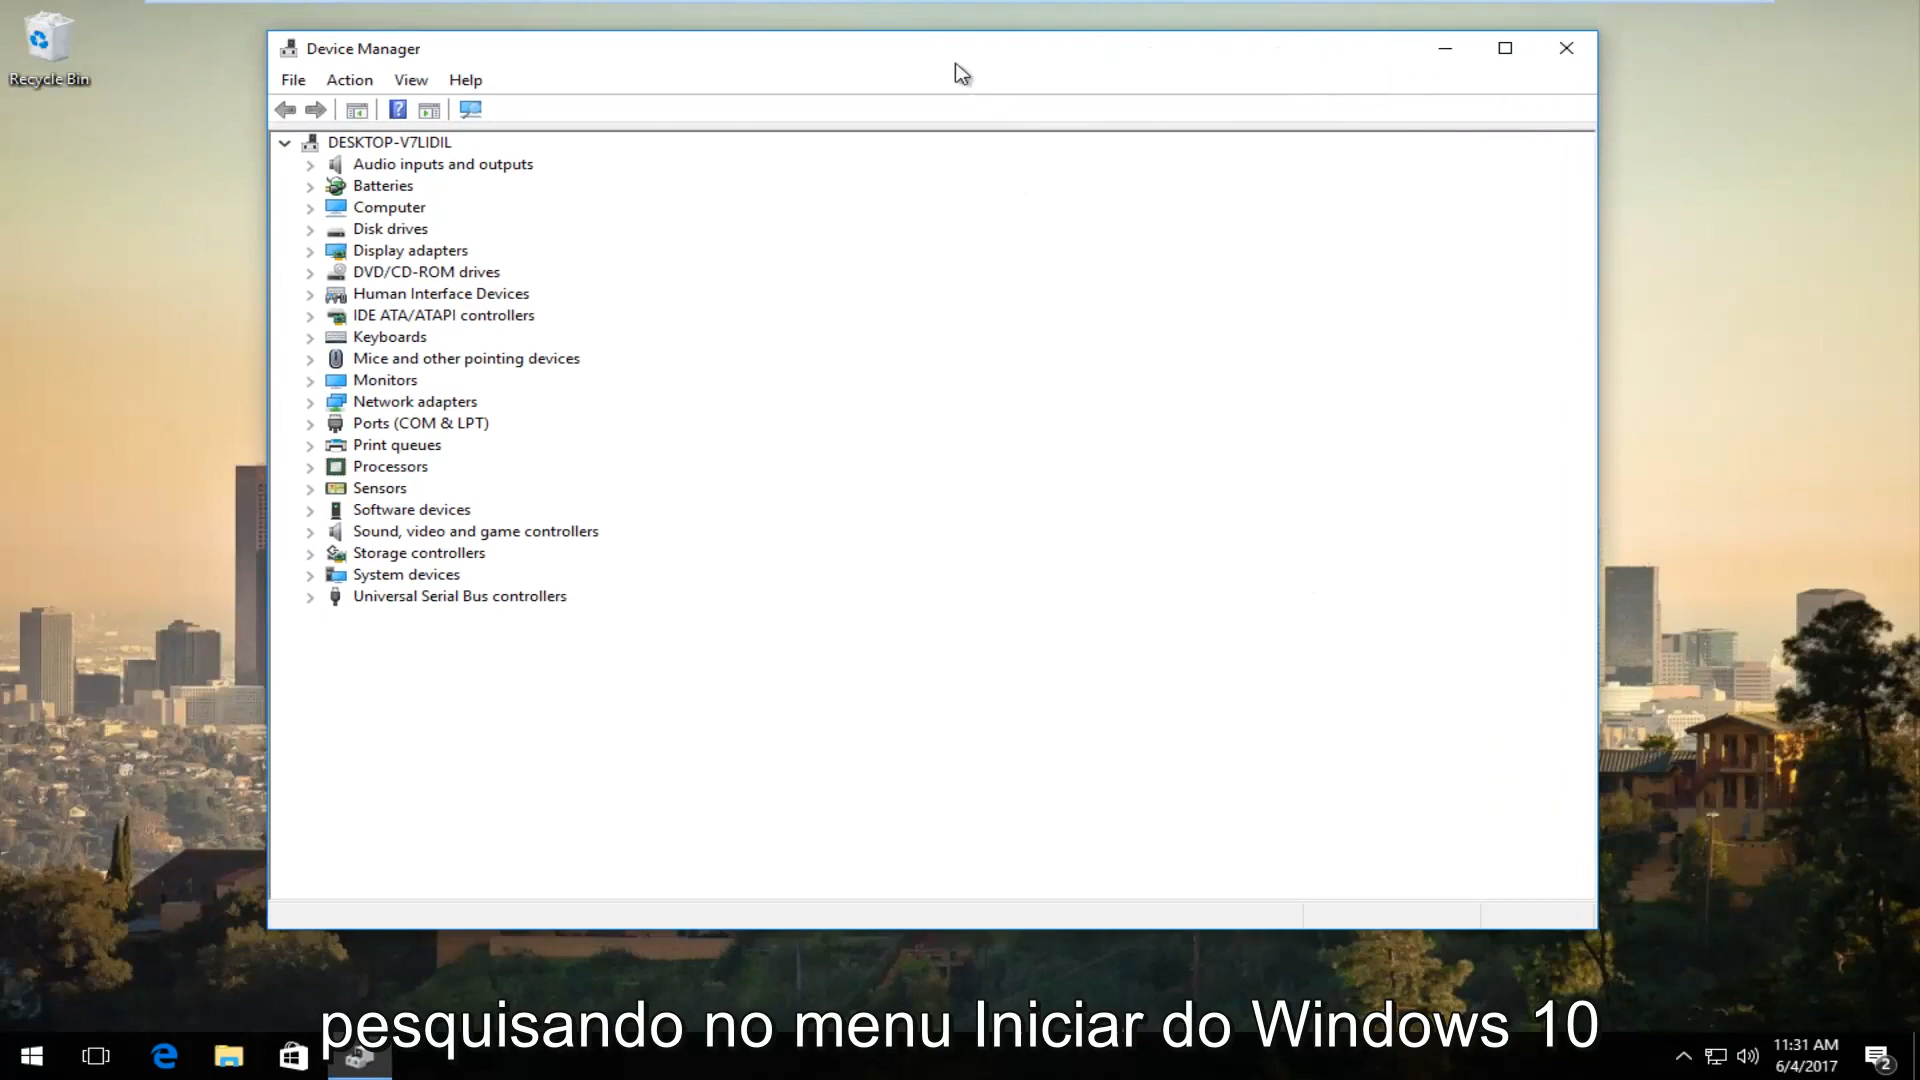 Recycle Bin
Device Manager
File Action View Help
?
DESKTOP-V7LIDIL
Audio inputs and outputs
Batteries
Computer
Disk drives
Display adapters
DVD/CD-ROM drives
Human Interface Devices
IDE ATA/ATAPI controllers
Keyboards
Mice and other pointing devices
Monitors
Network adapters
Ports (COM & LPT)
Print queues
Processors
Sensors
Software devices
Sound, video and game controllers
Storage controllers
System devices
Universal Serial Bus controllers
pesquisando no menu Iniciar do Windows 10
11:31 AM
6/4/2017
2